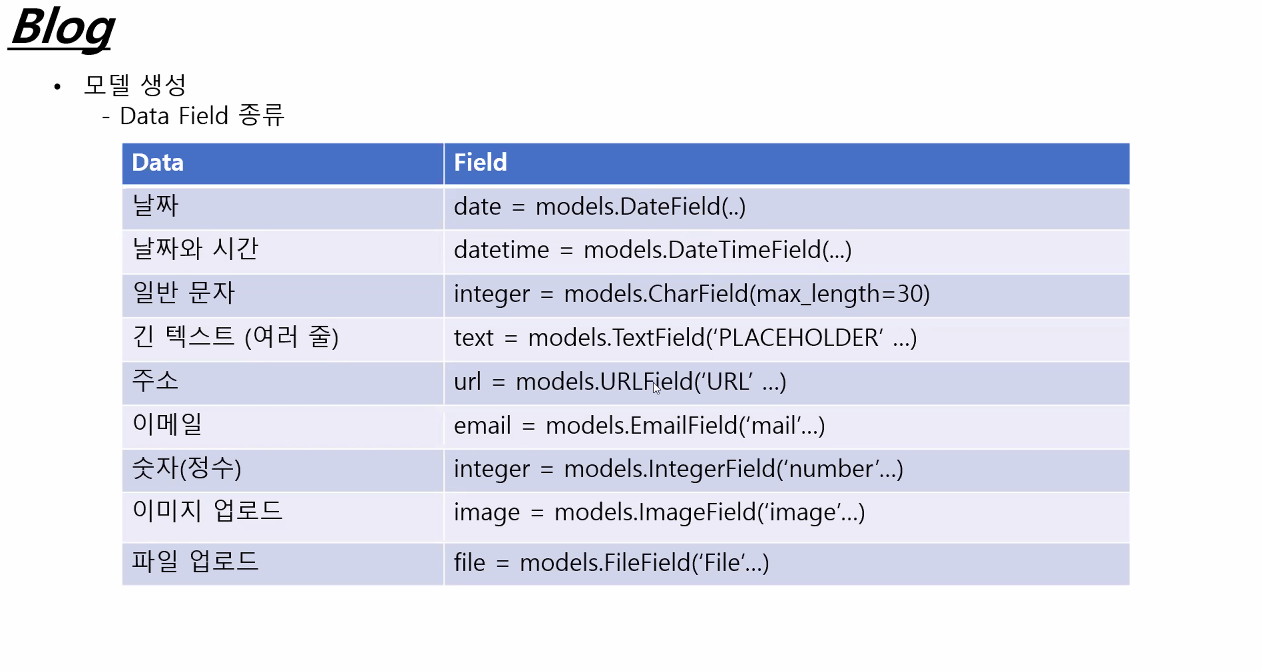 Blog
• 모델 생성
- Data Field 종류
Data Field
날짜 date = models.DateField(..)
날짜와 시간 datetime = models.DateTimeField(...)
일반 문자 integer = models.CharField(max_length=30)
긴 텍스트 (여러 줄) text = models.TextField(‘PLACEHOLDER’ ...)
주소 url = models.URLField(‘URL’ ...)
이메일 email = models.EmailField(‘mail’...)
숫자(정수) integer = models.IntegerField(‘number’...)
이미지 업로드 image = models.ImageField(‘image’...)
파일 업로드 file = models.FileField(‘File’...)